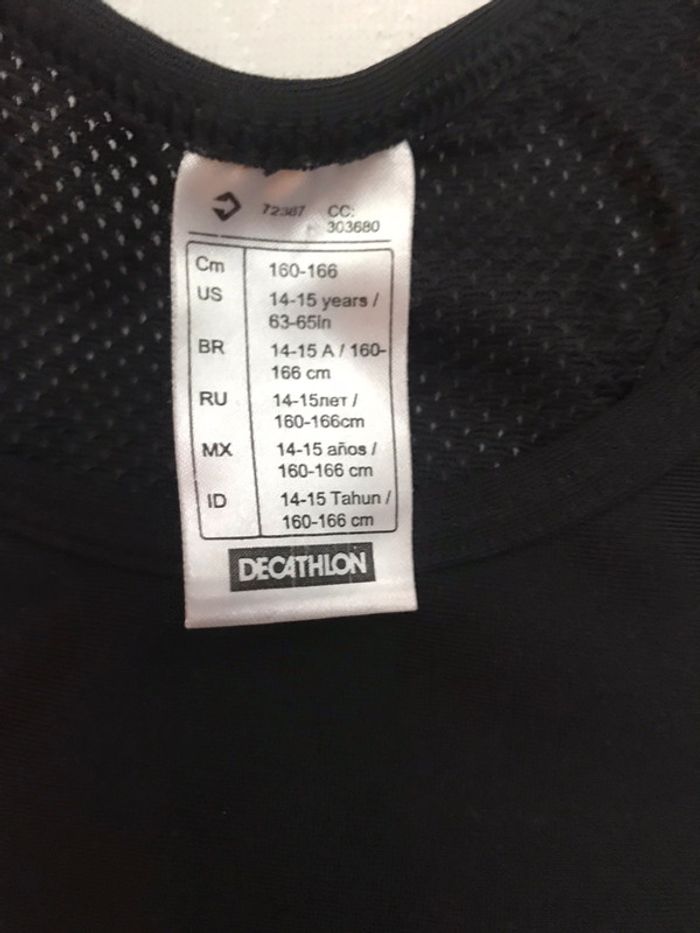 72387 CC:
303680
Cm 160-166
US 14-15 years /
63-65In
BR 14-15 A / 160-
166 cm
RU 14-15лет /
160-166cm
MX 14-15 años /
160-166 cm
ID 14-15 Tahun /
160-166 cm
DECATHLON